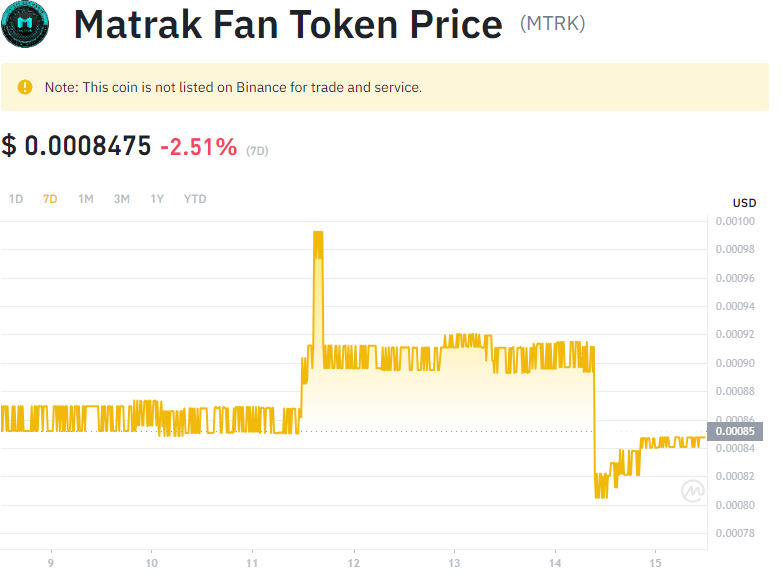 Matrak Fan Token Price (MTRK)
Note: This coin is not listed on Binance for trade and service.
$ 0.0008475 -2.51% (7D)
1D 7D 1M 3M 1Y YTD
USD
0.00100
0.00098
0.00096
0.00094
0.00092
0.00090
0.00088
0.00086
0.00085
0.00084
0.00082
0.00080
0.00078
9 10 11 12 13 14 15